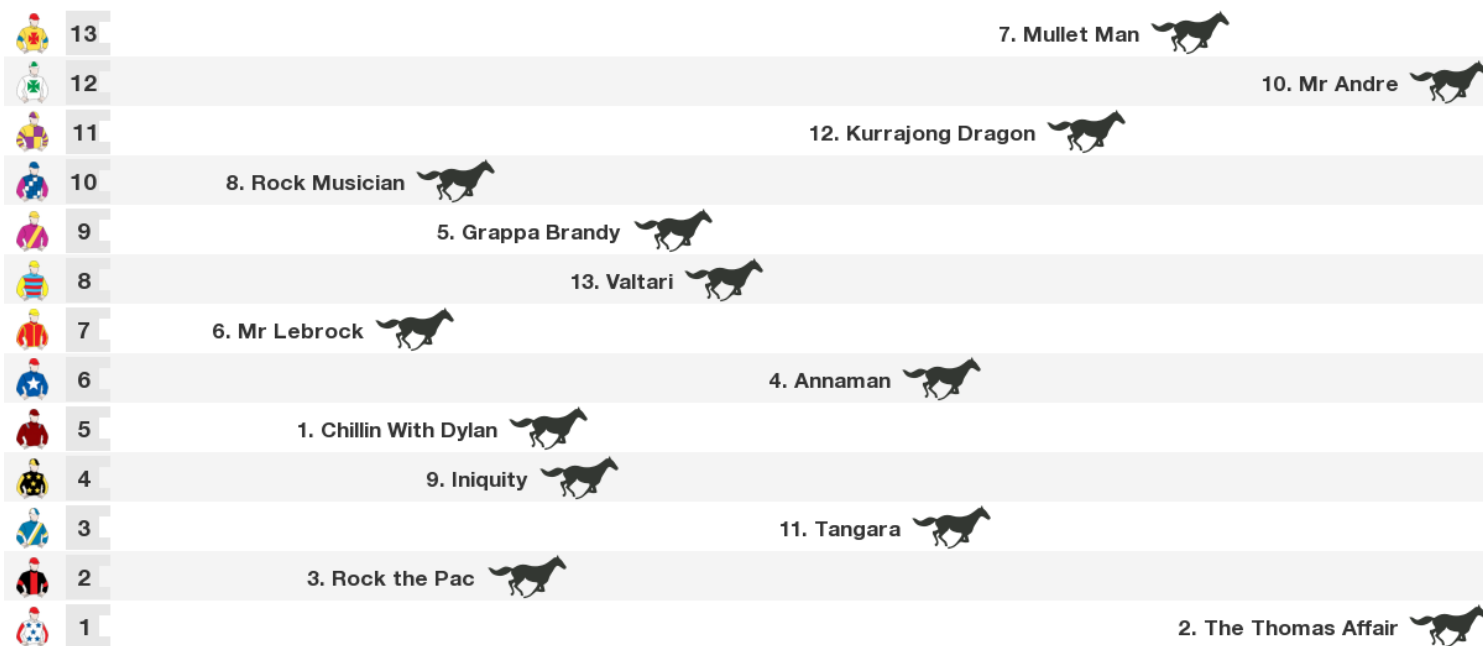 13 7. Mullet Man
12 10. Mr Andre
11 12. Kurrajong Dragon
10 8. Rock Musician
9 5. Grappa Brandy
8 13. Valtari
7 6. Mr Lebrock
6 4. Annaman
5 1. Chillin With Dylan
4 9. Iniquity
3 11. Tangara
2 3. Rock the Pac
1 2. The Thomas Affair